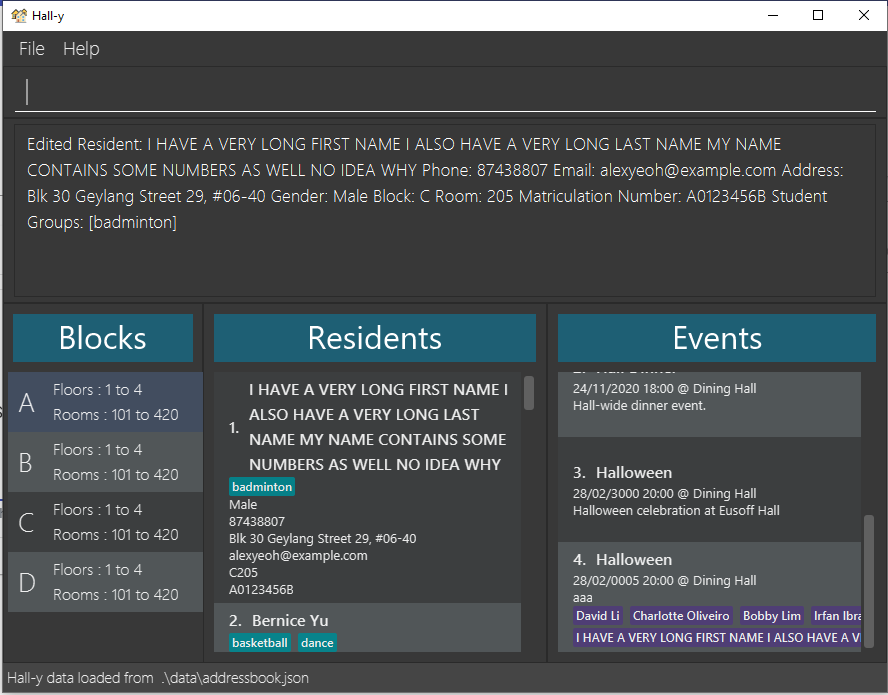 Hall-y
File Help
Edited Resident: I HAVE A VERY LONG FIRST NAME I ALSO HAVE A VERY LONG LAST NAME MY NAME
CONTAINS SOME NUMBERS AS WELL NO IDEA WHY Phone: 87438807 Email: alexyeoh@example.com Address:
Blk 30 Geylang Street 29, #06-40 Gender: Male Block: C Room: 205 Matriculation Number: A0123456B Student
Groups: [badminton]
Blocks
A
Floors : 1 to 4
Rooms : 101 to 420
B
Floors : 1 to 4
Rooms : 101 to 420
C
Floors : 1 to 4
Rooms : 101 to 420
D
Floors : 1 to 4
Rooms : 101 to 420
Residents
1.
I HAVE A VERY LONG FIRST NAME I
ALSO HAVE A VERY LONG LAST
NAME MY NAME CONTAINS SOME
NUMBERS AS WELL NO IDEA WHY
badminton
Male
87438807
Blk 30 Geylang Street 29, #06-40
alexyeoh@example.com
C205
A0123456B
2. Bernice Yu
basketball dance
Events
24/11/2020 18:00 @ Dining Hall
Hall-wide dinner event.
3. Halloween
28/02/3000 20:00 @ Dining Hall
Halloween celebration at Eusoff Hall
4. Halloween
28/02/0005 20:00 @ Dining Hall
aaa
David Li Charlotte Oliveiro Bobby Lim Irfan Ibra
I HAVE A VERY LONG FIRST NAME I ALSO HAVE A V
Hall-y data loaded from .\data\addressbook.json